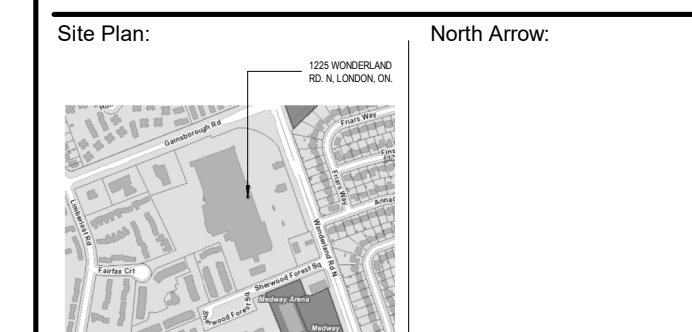 Site Plan:
North Arrow:
1225 WONDERLAND
RD. N, LONDON, ON.
Gainsborough Rd
Friars Way
Friars Way
Limberlost Rd
Wonderland Rd N
Fairfax Crt
Sherwood Forest Sq
Sherwood Forest Sq
Medway Arena
Medway